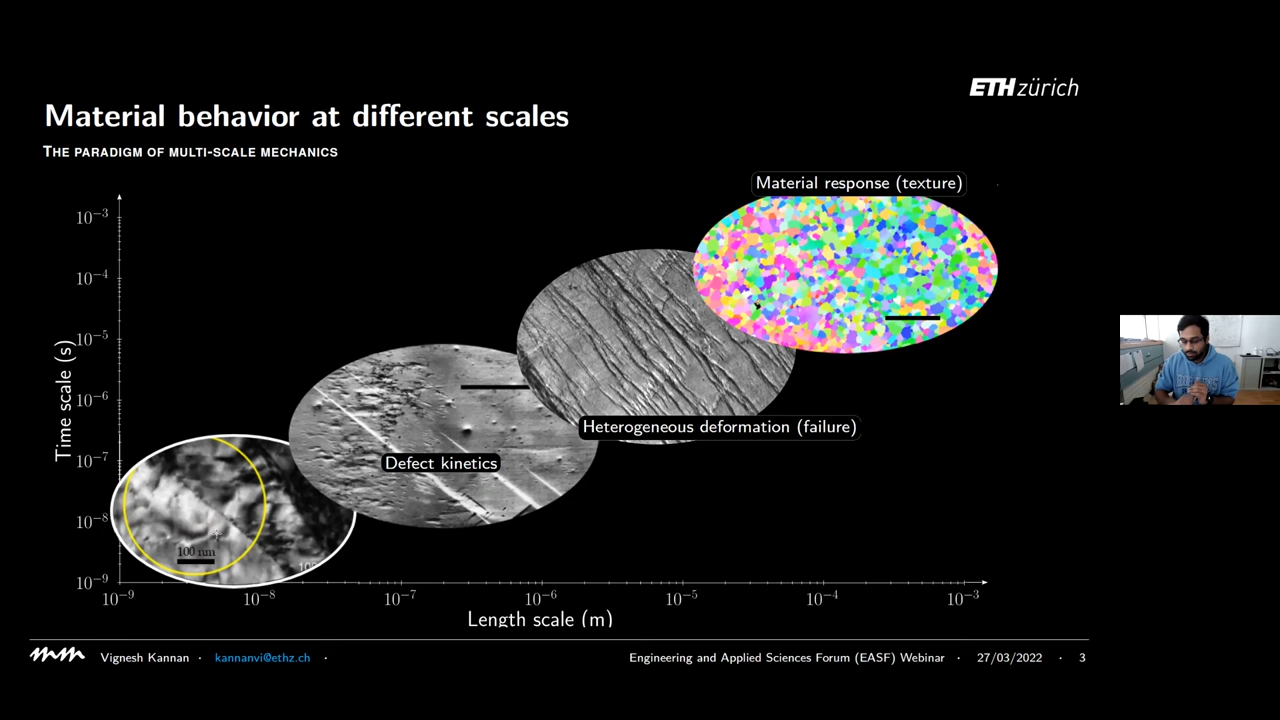 ETH zürich
Material behavior at different scales
THE PARADIGM OF MULTI-SCALE MECHANICS
Material response (texture)
10⁻³
10⁻⁴
10⁻⁵
10⁻⁶
10⁻⁷
10⁻⁸
10⁻⁹
Time scale (s)
Heterogeneous deformation (failure)
Defect kinetics
100 nm
10⁻⁹ 10⁻⁸ 10⁻⁷ 10⁻⁶ 10⁻⁵ 10⁻⁴ 10⁻³
Length scale (m)
Vignesh Kannan · kannanvi@ethz.ch ·
Engineering and Applied Sciences Forum (EASF) Webinar · 27/03/2022 · 3